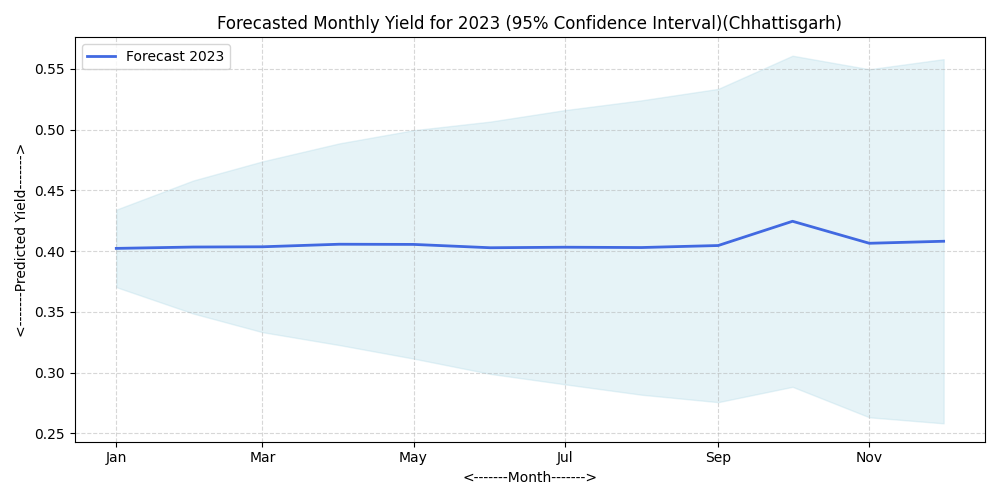 Forecasted Monthly Yield for 2023 (95% Confidence Interval)(Chhattisgarh)
Forecast 2023
<-------Predicted Yield------->
0.55
0.50
0.45
0.40
0.35
0.30
0.25
Jan Mar May Jul Sep Nov
<-------Month------->